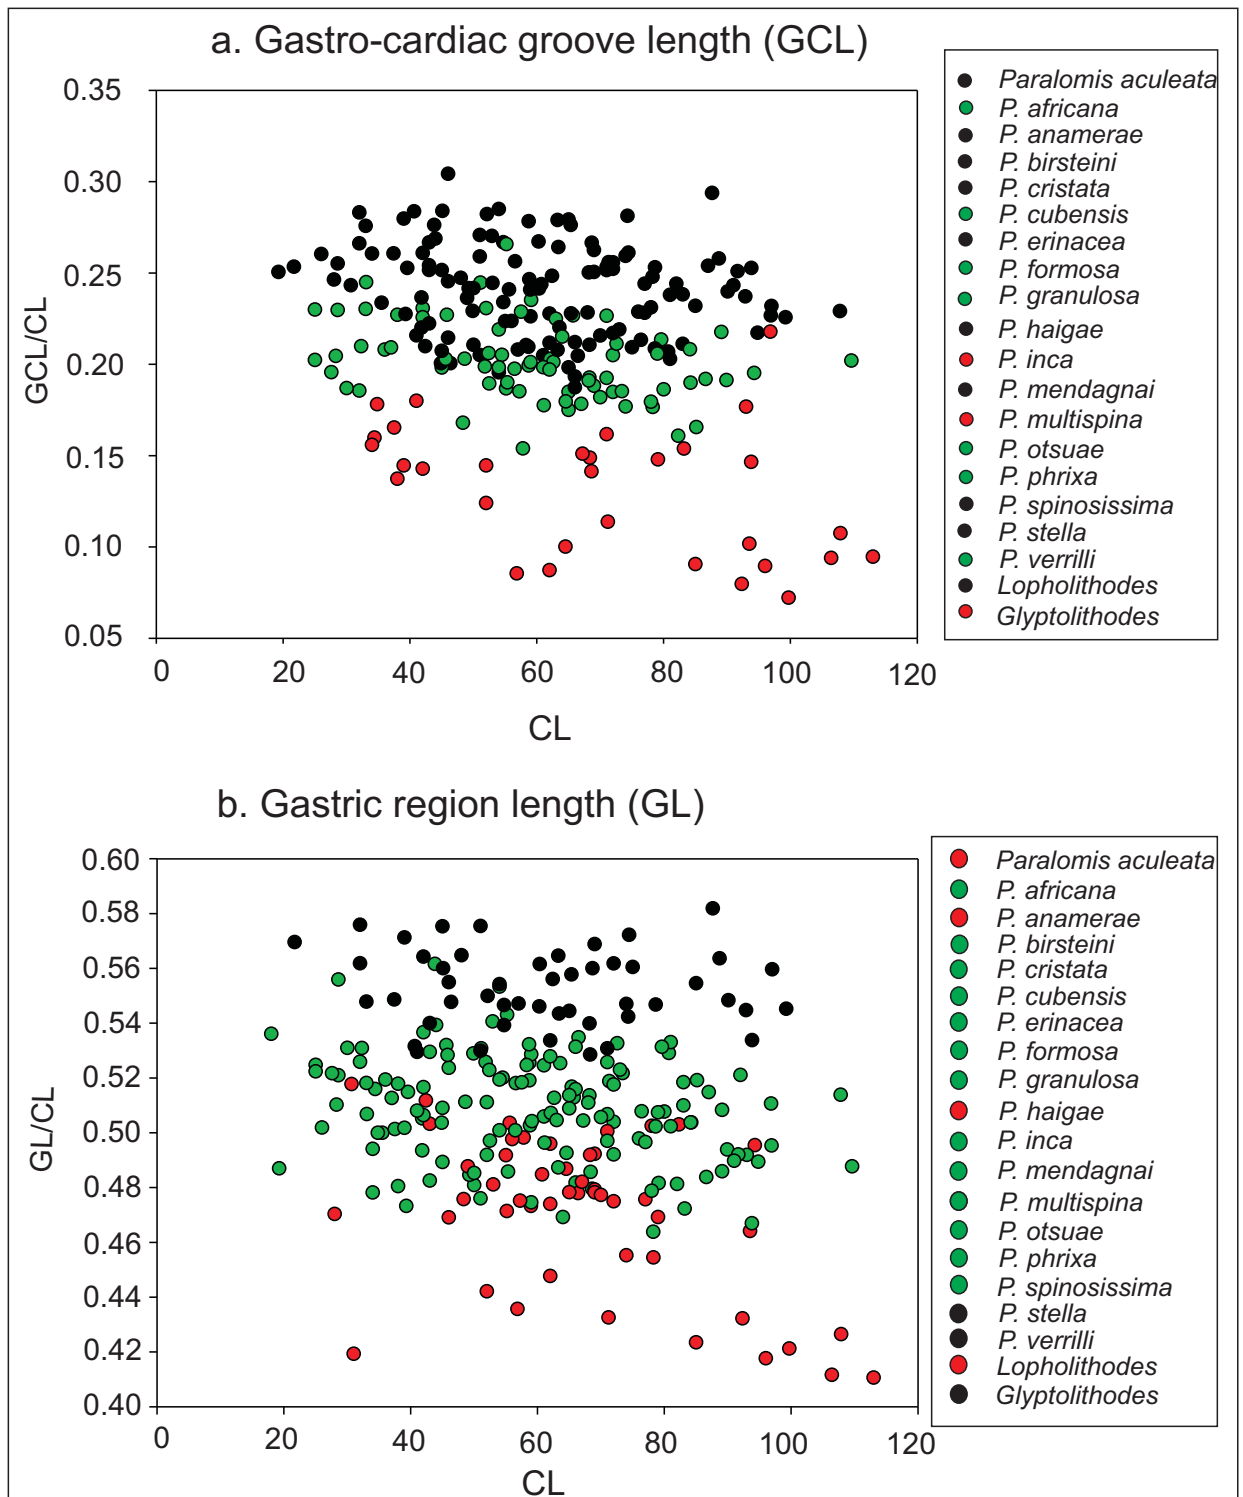 a. Gastro-cardiac groove length (GCL)
0.35
0.30
0.25
0.20
0.15
0.10
0.05
GCL/CL
0 20 40 60 80 100 120
CL
Paralomis aculeata
P. africana
P. anamerae
P. birsteini
P. cristata
P. cubensis
P. erinacea
P. formosa
P. granulosa
P. haigae
P. inca
P. mendagnai
P. multispina
P. otsuae
P. phrixa
P. spinosissima
P. stella
P. verrilli
Lopholithodes
Glyptolithodes
b. Gastric region length (GL)
0.60
0.58
0.56
0.54
0.52
0.50
0.48
0.46
0.44
0.42
0.40
GL/CL
0 20 40 60 80 100 120
CL
Paralomis aculeata
P. africana
P. anamerae
P. birsteini
P. cristata
P. cubensis
P. erinacea
P. formosa
P. granulosa
P. haigae
P. inca
P. mendagnai
P. multispina
P. otsuae
P. phrixa
P. spinosissima
P. stella
P. verrilli
Lopholithodes
Glyptolithodes